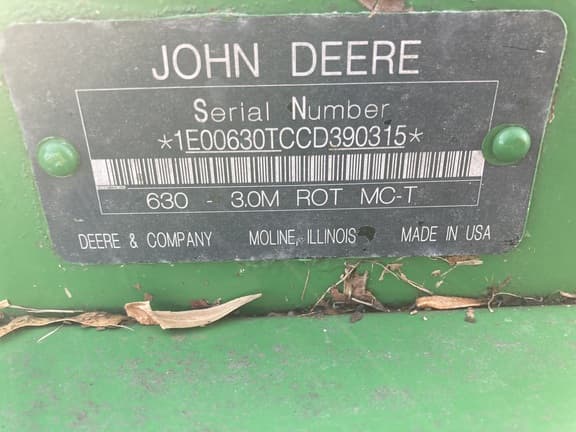 JOHN DEERE
Serial Number
*1E00630TCCD390315*
630 - 3.0M ROT MC-T
DEERE & COMPANY MOLINE, ILLINOIS MADE IN USA